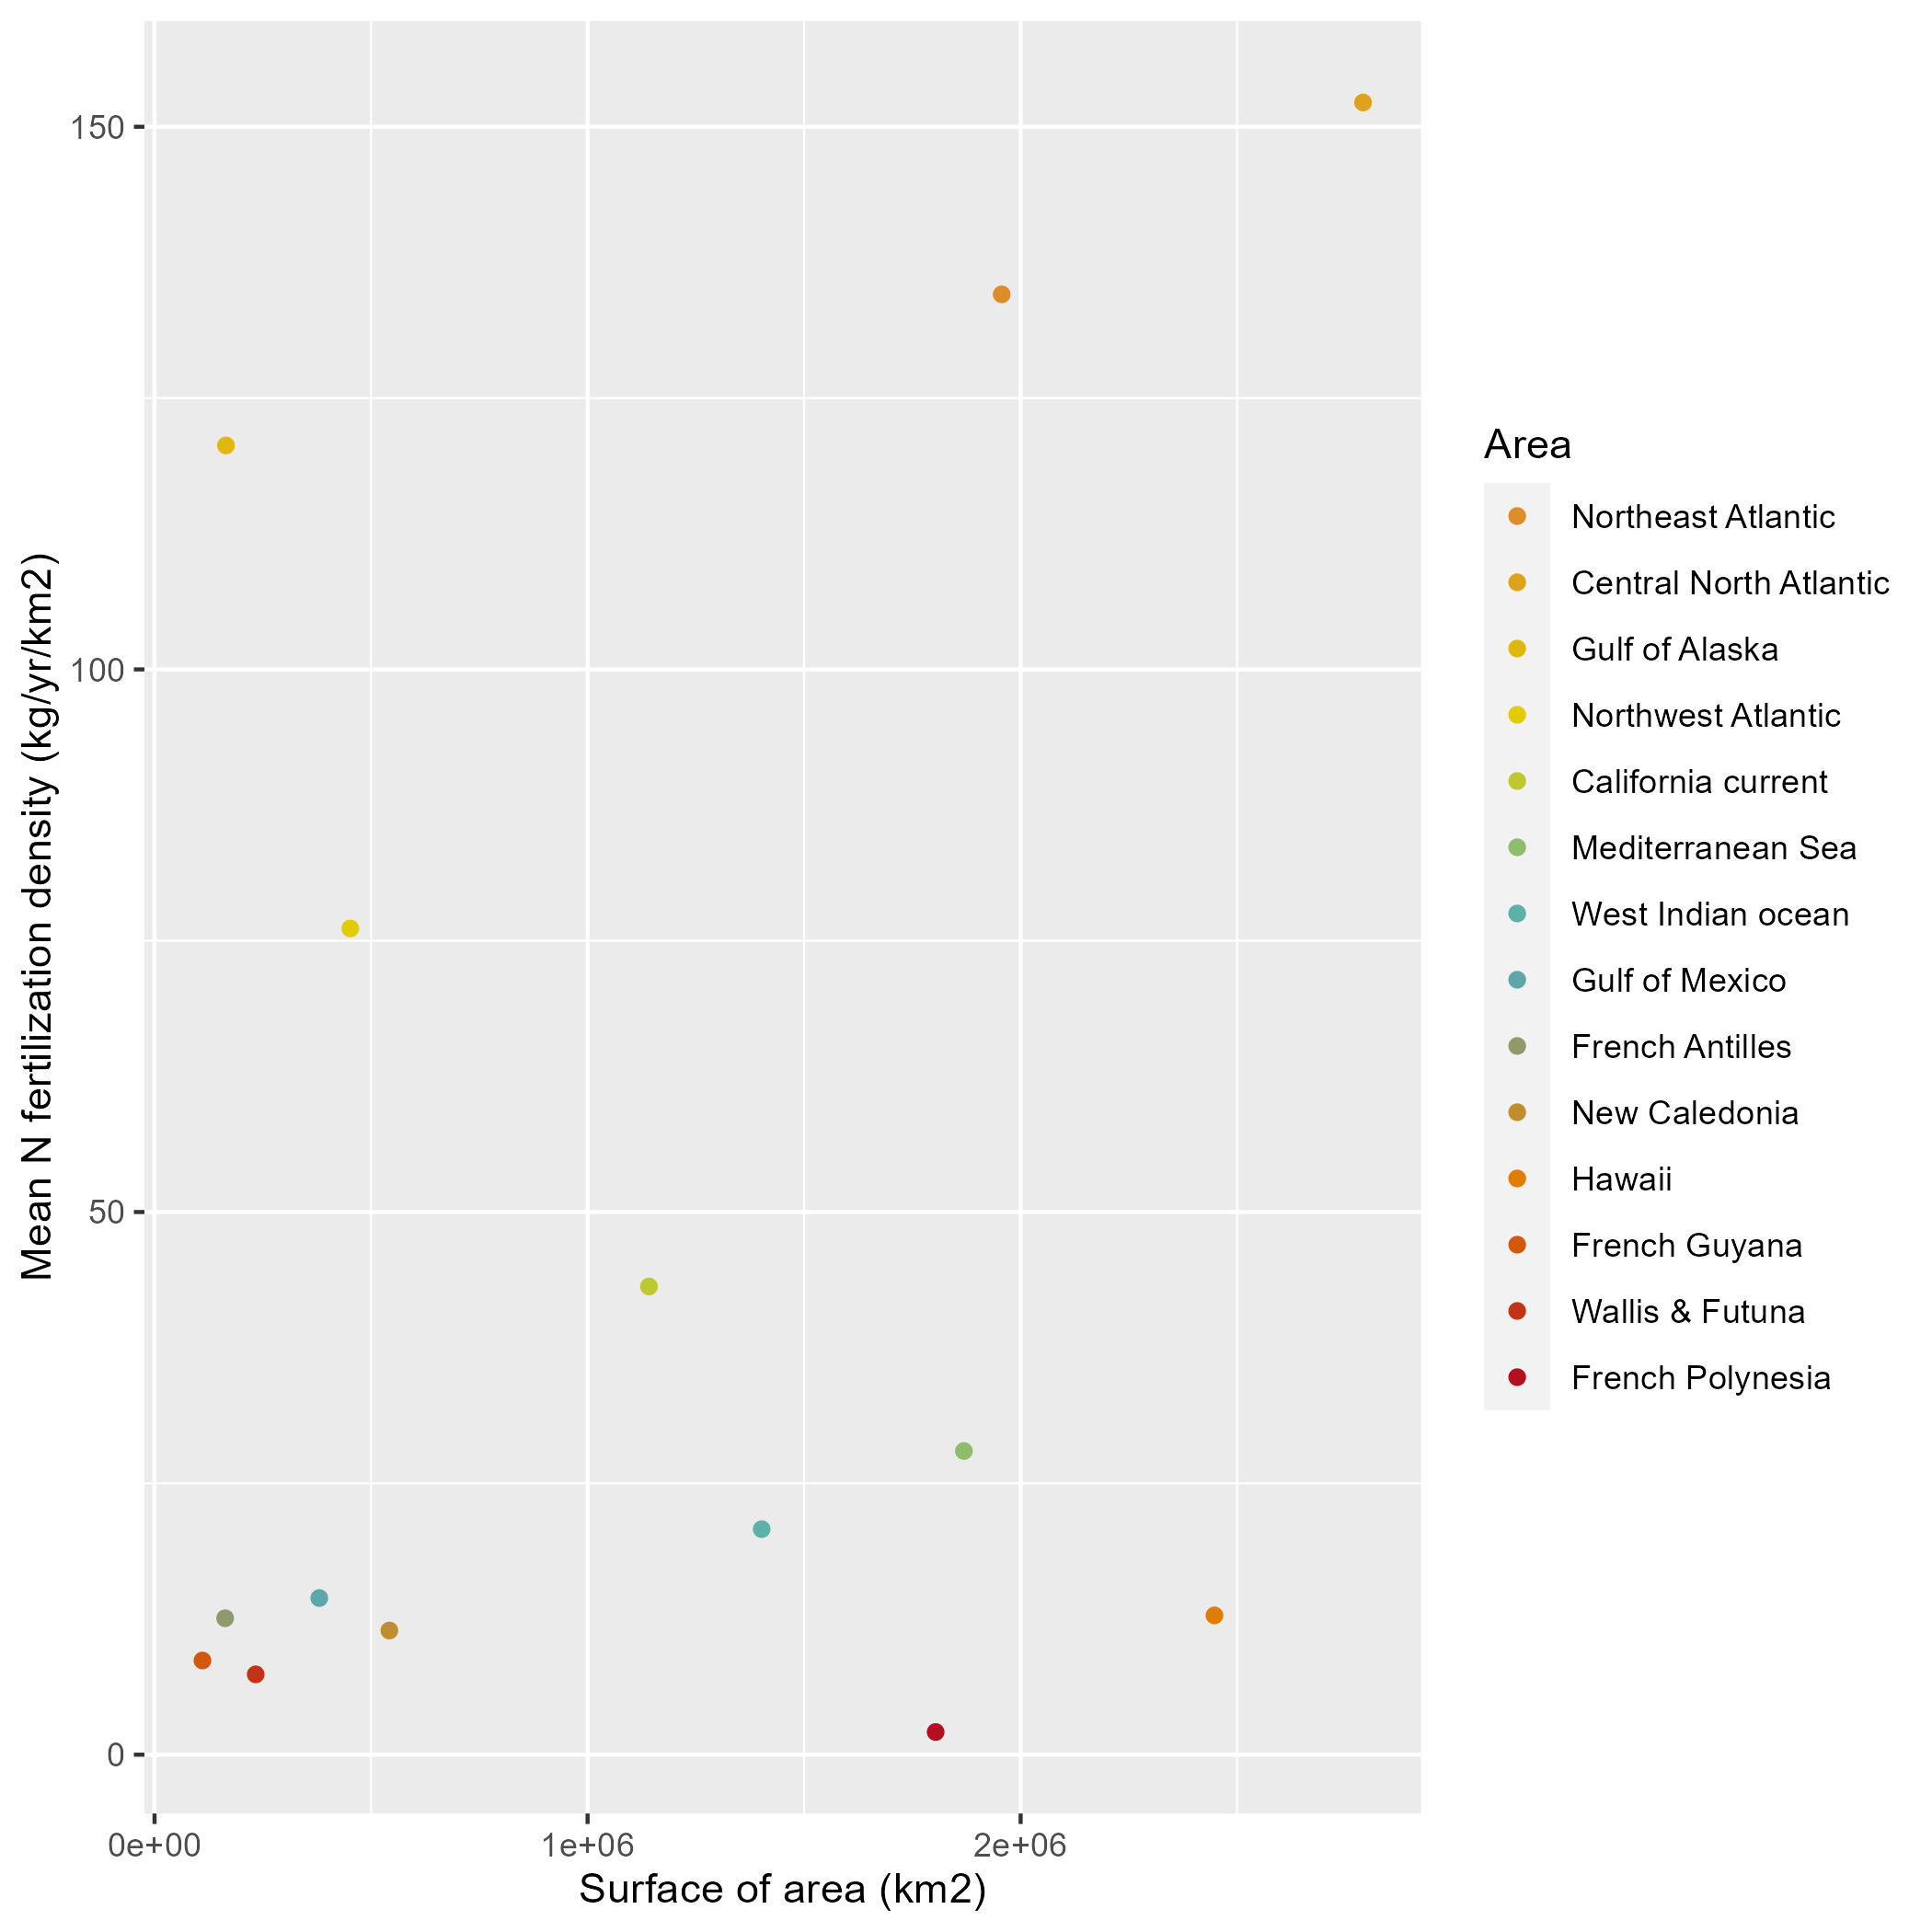 150
100
50
0
Mean N fertilization density (kg/yr/km2)
0e+00 1e+06 2e+06
Surface of area (km2)
Area
Northeast Atlantic
Central North Atlantic
Gulf of Alaska
Northwest Atlantic
California current
Mediterranean Sea
West Indian ocean
Gulf of Mexico
French Antilles
New Caledonia
Hawaii
French Guyana
Wallis & Futuna
French Polynesia